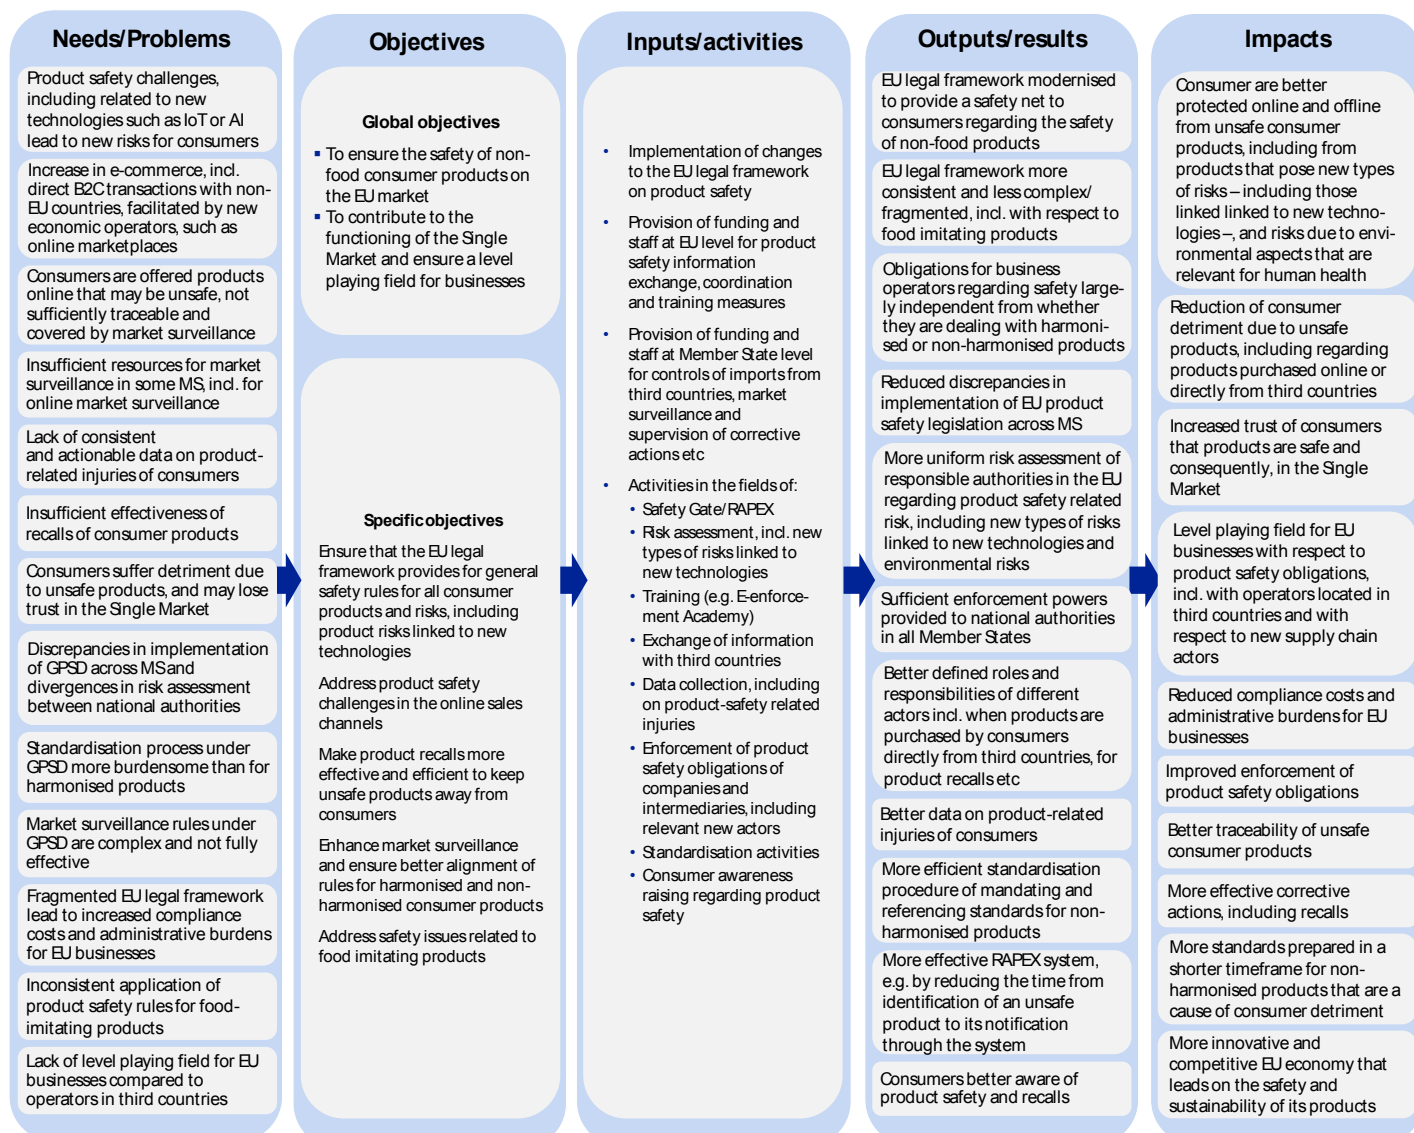 Needs/Problems
Product safety challenges,
including related to new
technologies such as IoT or AI
lead to new risks for consumers
Increase in e-commerce, incl.
direct B2C transactions with non-
EU countries, facilitated by new
economic operators, such as
online marketplaces
Consumers are offered products
online that may be unsafe, not
sufficiently traceable and
covered by market surveillance
Insufficient resources for market
surveillance in some MS, incl. for
online market surveillance
Lack of consistent
and actionable data on product-
related injuries of consumers
Insufficient effectiveness of
recalls of consumer products
Consumers suffer detriment due
to unsafe products, and may lose
trust in the Single Market
Discrepancies in implementation
of GPSD across MS and
divergences in risk assessment
between national authorities
Standardisation process under
GPSD more burdensome than for
harmonised products
Market surveillance rules under
GPSD are complex and not fully
effective
Fragmented EU legal framework
lead to increased compliance
costs and administrative burdens
for EU businesses
Inconsistent application of
product safety rules for food-
imitating products
Lack of level playing field for EU
businesses compared to
operators in third countries
Objectives
Global objectives
▪ To ensure the safety of non-
food consumer products on
the EU market
▪ To contribute to the
functioning of the Single
Market and ensure a level
playing field for businesses
Specific objectives
Ensure that the EU legal
framework provides for general
safety rules for all consumer
products and risks, including
product risks linked to new
technologies
Address product safety
challenges in the online sales
channels
Make product recalls more
effective and efficient to keep
unsafe products away from
consumers
Enhance market surveillance
and ensure better alignment of
rules for harmonised and non-
harmonised consumer products
Address safety issues related to
food imitating products
Inputs/activities
• Implementation of changes
to the EU legal framework
on product safety
• Provision of funding and
staff at EU level for product
safety information
exchange, coordination
and training measures
• Provision of funding and
staff at Member State level
for controls of imports from
third countries, market
surveillance and
supervision of corrective
actions etc
• Activities in the fields of:
• Safety Gate/RAPEX
• Risk assessment, incl. new
types of risks linked to
new technologies
• Training (e.g. E-enforce-
ment Academy)
• Exchange of information
with third countries
• Data collection, including
on product-safety related
injuries
• Enforcement of product
safety obligations of
companies and
intermediaries, including
relevant new actors
• Standardisation activities
• Consumer awareness
raising regarding product
safety
Outputs/results
EU legal framework modernised
to provide a safety net to
consumers regarding the safety
of non-food products
EU legal framework more
consistent and less complex/
fragmented, incl. with respect to
food imitating products
Obligations for business
operators regarding safety large-
ly independent from whether
they are dealing with harmoni-
sed or non-harmonised products
Reduced discrepancies in
implementation of EU product
safety legislation across MS
More uniform risk assessment of
responsible authorities in the EU
regarding product safety related
risk, including new types of risks
linked to new technologies and
environmental risks
Sufficient enforcement powers
provided to national authorities
in all Member States
Better defined roles and
responsibilities of different
actors incl. when products are
purchased by consumers
directly from third countries, for
product recalls etc
Better data on product-related
injuries of consumers
More efficient standardisation
procedure of mandating and
referencing standards for non-
harmonised products
More effective RAPEX system,
e.g. by reducing the time from
identification of an unsafe
product to its notification
through the system
Consumers better aware of
product safety and recalls
Impacts
Consumer are better
protected online and offline
from unsafe consumer
products, including from
products that pose new types
of risks – including those
linked linked to new techno-
logies –, and risks due to envi-
ronmental aspects that are
relevant for human health
Reduction of consumer
detriment due to unsafe
products, including regarding
products purchased online or
directly from third countries
Increased trust of consumers
that products are safe and
consequently, in the Single
Market
Level playing field for EU
businesses with respect to
product safety obligations,
incl. with operators located in
third countries and with
respect to new supply chain
actors
Reduced compliance costs and
administrative burdens for EU
businesses
Improved enforcement of
product safety obligations
Better traceability of unsafe
consumer products
More effective corrective
actions, including recalls
More standards prepared in a
shorter timeframe for non-
harmonised products that are a
cause of consumer detriment
More innovative and
competitive EU economy that
leads on the safety and
sustainability of its products